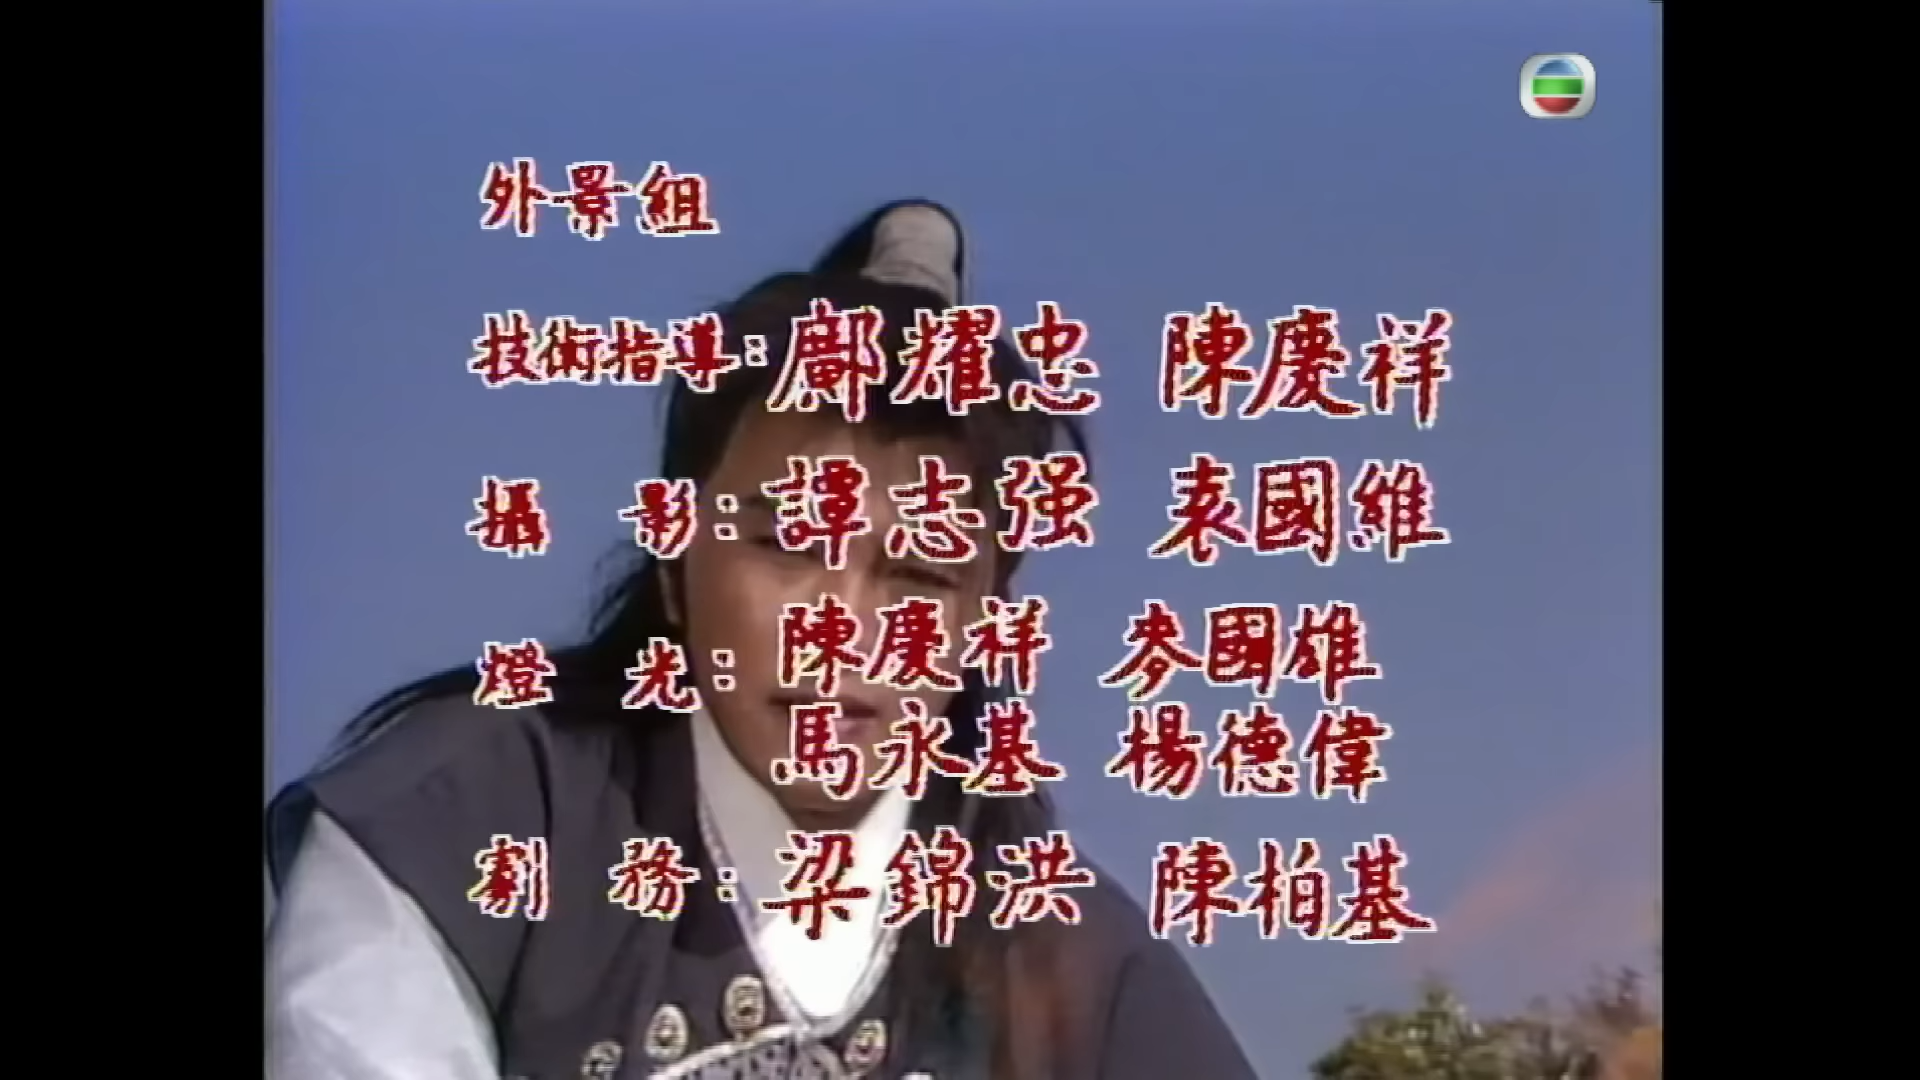 外景組
技術指導:鄺耀忠 陳慶祥
攝影:譚志强 袁國維
燈光:陳慶祥 麥國雄
馬永基 楊德偉
劇務:梁錦洪 陳柏基